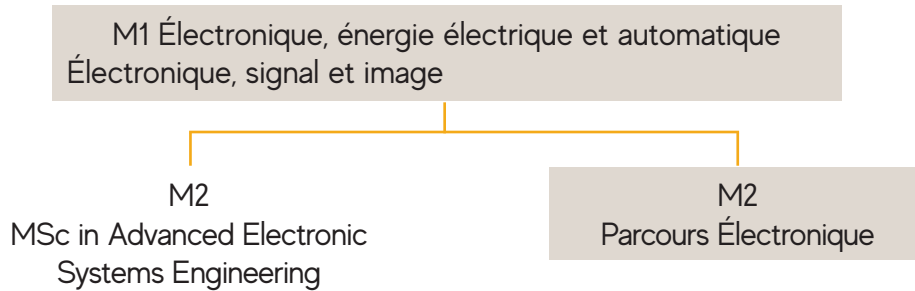 M1 Électronique, énergie électrique et automatique
Électronique, signal et image
M2
MSc in Advanced Electronic
Systems Engineering
M2
Parcours Électronique